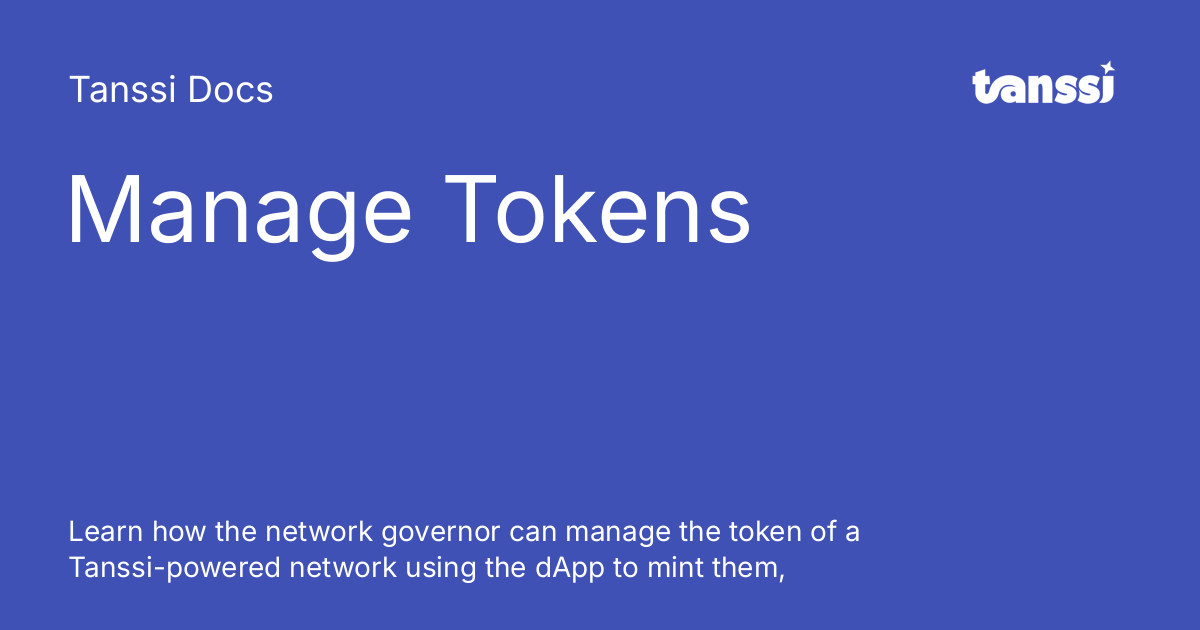 Tanssi Docs
tanssi
Manage Tokens
Learn how the network governor can manage the token of a
Tanssi-powered network using the dApp to mint them,